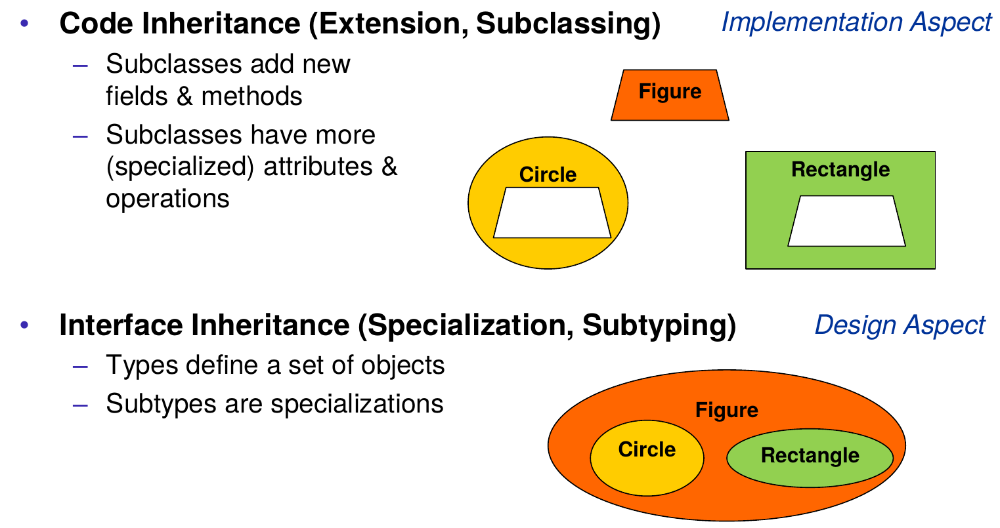 • Code Inheritance (Extension, Subclassing)
Implementation Aspect
– Subclasses add new
fields & methods
– Subclasses have more
(specialized) attributes &
operations
Figure
Circle
Rectangle
• Interface Inheritance (Specialization, Subtyping)
Design Aspect
– Types define a set of objects
– Subtypes are specializations
Figure
Circle
Rectangle